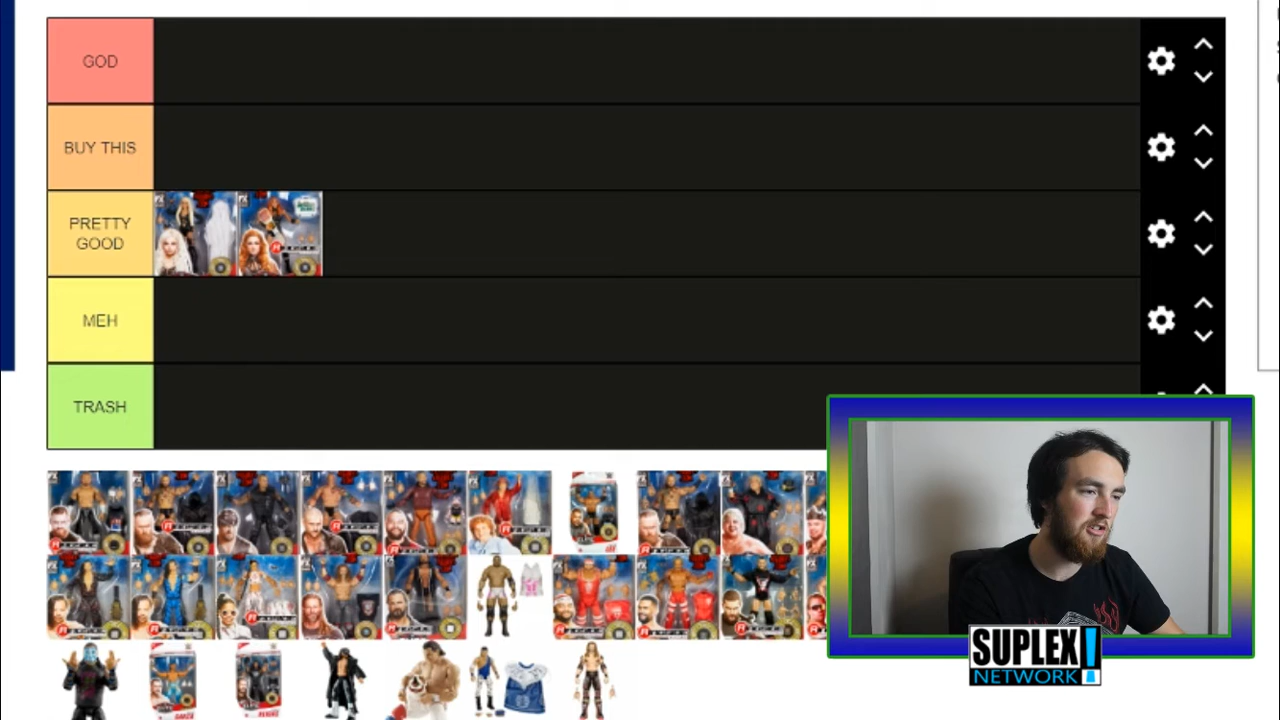 GOD
BUY THIS
PRETTY
GOOD
MEH
TRASH
SUPLEX!
NETWORK